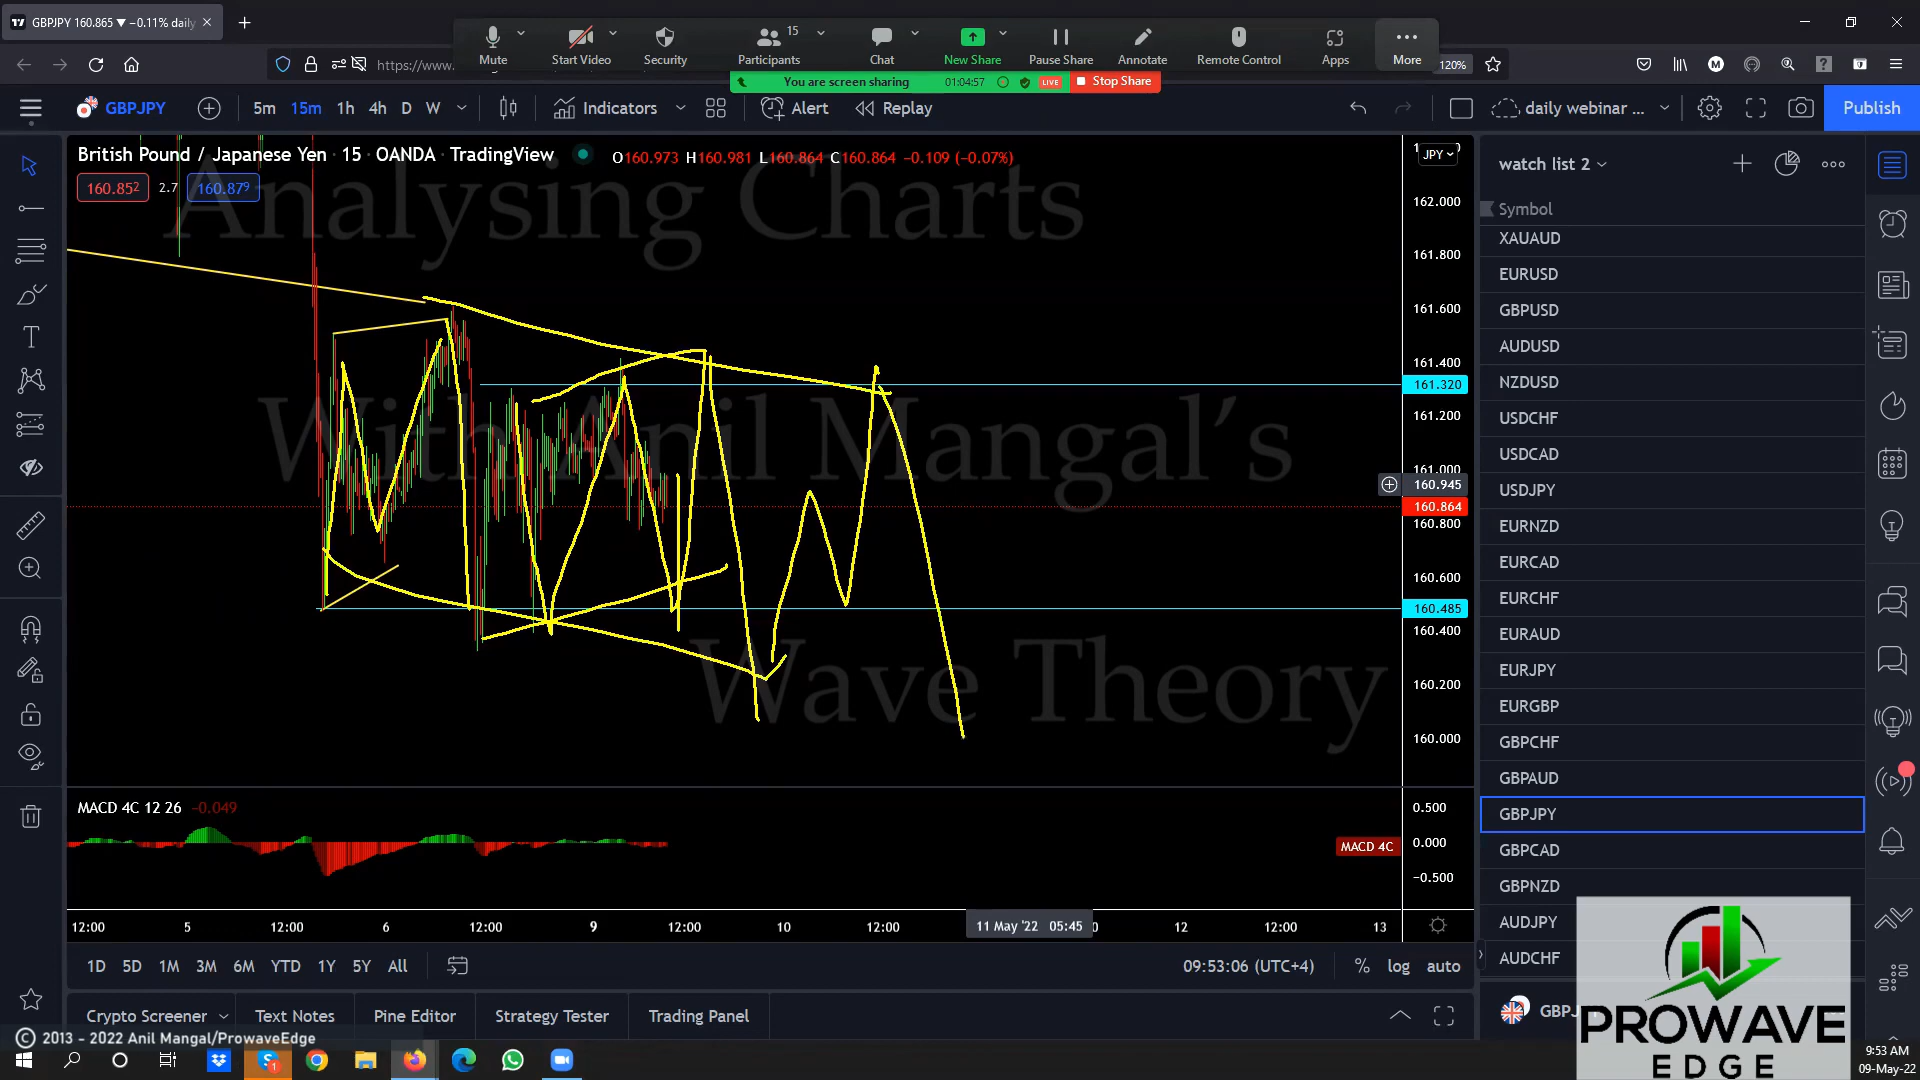 GBPJPY 160.865 ▼ −0.11% daily
15
Mute
Start Video
Security
Participants
Chat
New Share
Pause Share
Annotate
Remote Control
Apps
More
https://www.
120%
You are screen sharing 01:04:57 LIVE Stop Share
GBPJPY 5m 15m 1h 4h D W Indicators Alert Replay daily webinar ... Publish
British Pound / Japanese Yen · 15 · OANDA · TradingView O160.973 H160.981 L160.864 C160.864 −0.109 (−0.07%)
160.852 2.7 160.879
Analysing Charts
With Anil Mangal's
Wave Theory
JPY
162.000
161.800
161.600
161.400
161.320
161.200
161.000
160.945
160.864
160.800
160.600
160.485
160.400
160.200
160.000
MACD 4C 12 26 −0.049
0.500
MACD 4C 0.000
−0.500
12:00 5 12:00 6 12:00 9 12:00 10 12:00 11 May '22 05:45 12 12:00 13
1D 5D 1M 3M 6M YTD 1Y 5Y All 09:53:06 (UTC+4) % log auto
Crypto Screener Text Notes Pine Editor Strategy Tester Trading Panel
© 2013 - 2022 Anil Mangal/ProwaveEdge
watch list 2
Symbol
XAUAUD
EURUSD
GBPUSD
AUDUSD
NZDUSD
USDCHF
USDCAD
USDJPY
EURNZD
EURCAD
EURCHF
EURAUD
EURJPY
EURGBP
GBPCHF
GBPAUD
GBPJPY
GBPCAD
GBPNZD
AUDJPY
AUDCHF
PROWAVE
EDGE
9:53 AM
09-May-22